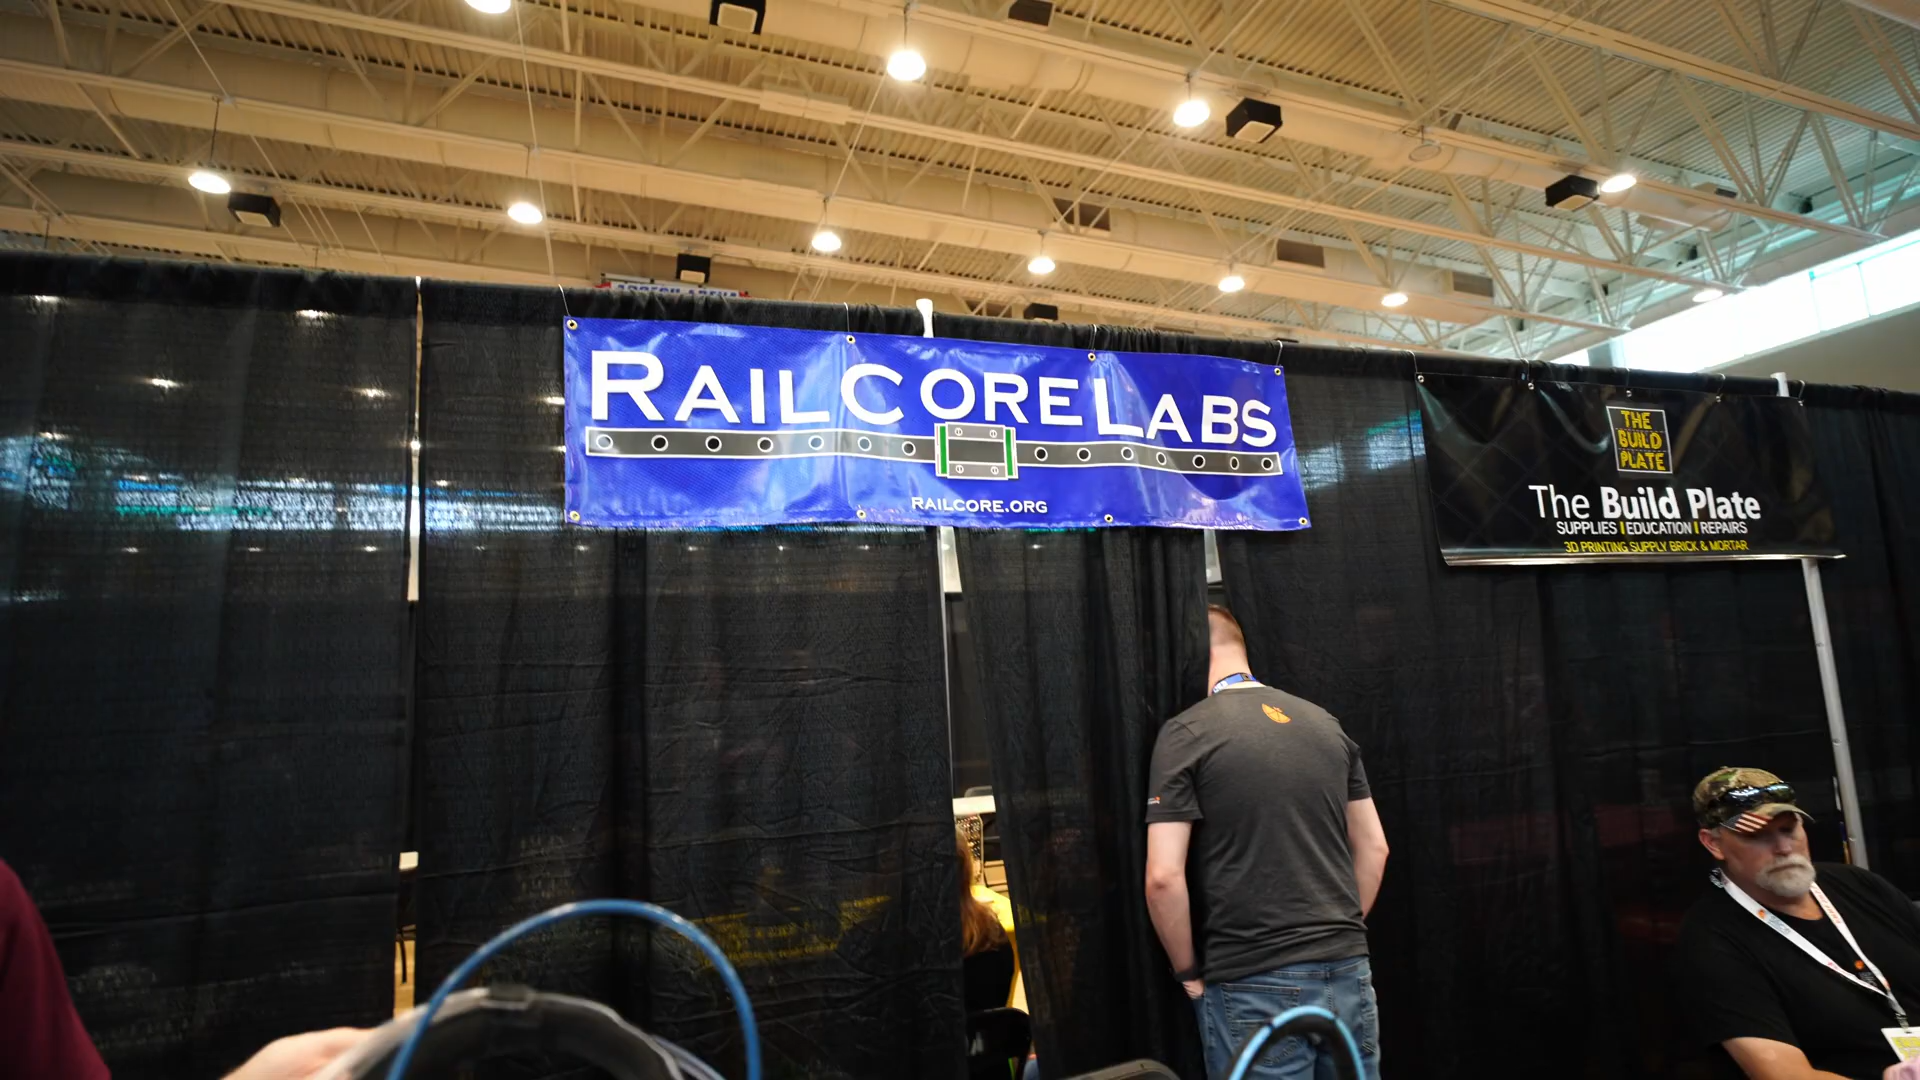 RAILCORELABS
RAILCORE.ORG
THE
BUILD
PLATE
The Build Plate
SUPPLIES | EDUCATION | REPAIRS
3D PRINTING SUPPLY BRICK & MORTAR